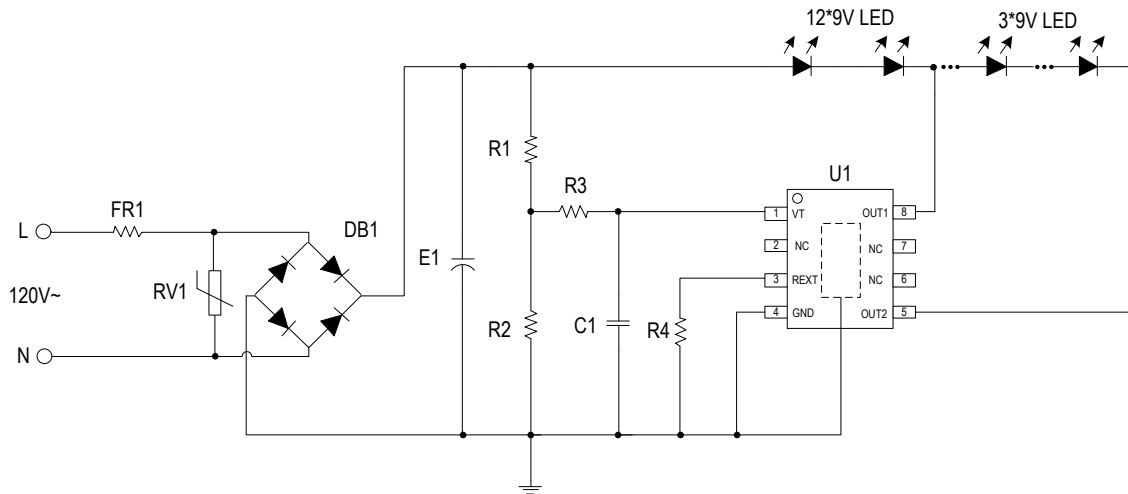 12*9V LED
3*9V LED
R1
U1
R3
FR1
1 VT OUT1 8
L
DB1
2 NC NC 7
E1
120V~
RV1
3 REXT NC 6
R2
C1
R4
4 GND OUT2 5
N